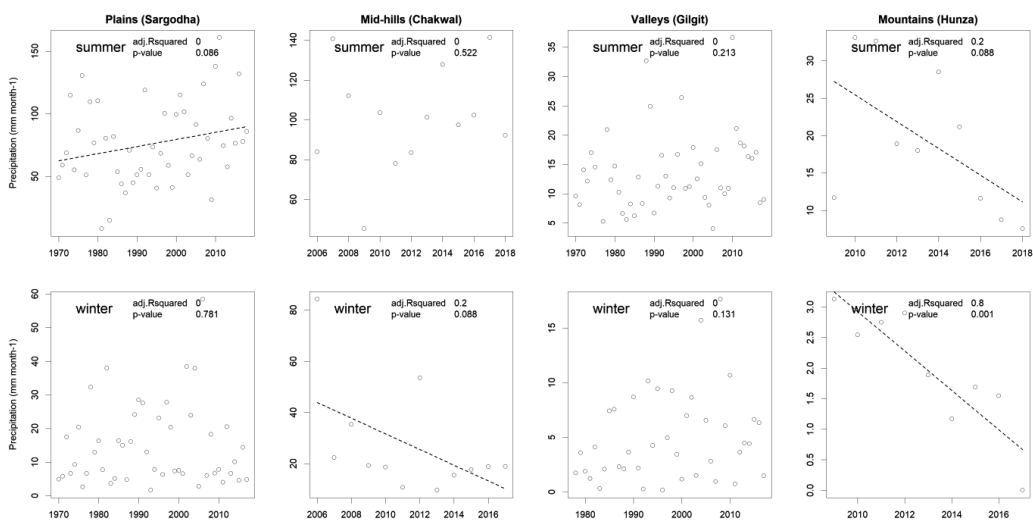 Plains (Sargodha)
Mid-hills (Chakwal)
Valleys (Gilgit)
Mountains (Hunza)
Precipitation (mm month-1)
summer
adj.Rsquared 0
p-value 0.086
50 100 150
1970 1980 1990 2000 2010
summer
adj.Rsquared 0
p-value 0.522
60 80 100 120 140
2006 2008 2010 2012 2014 2016 2018
summer
adj.Rsquared 0
p-value 0.213
5 10 15 20 25 30 35
1970 1980 1990 2000 2010
summer
adj.Rsquared 0.2
p-value 0.088
10 15 20 25 30
2010 2012 2014 2016 2018
Precipitation (mm month-1)
winter
adj.Rsquared 0
p-value 0.781
0 10 20 30 40 50 60
1970 1980 1990 2000 2010
winter
adj.Rsquared 0.2
p-value 0.088
20 40 60 80
2006 2008 2010 2012 2014 2016
winter
adj.Rsquared 0
p-value 0.131
0 5 10 15
1980 1990 2000 2010
winter
adj.Rsquared 0.8
p-value 0.001
0.0 0.5 1.0 1.5 2.0 2.5 3.0
2010 2012 2014 2016